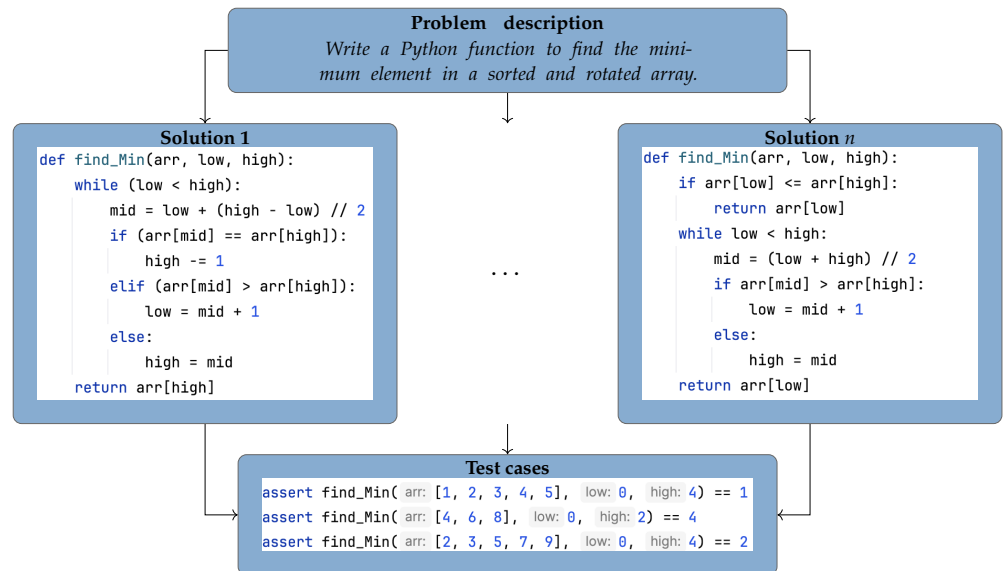 Problem description
Write a Python function to find the mini-
mum element in a sorted and rotated array.
Solution 1
def find_Min(arr, low, high):
    while (low < high):
        mid = low + (high - low) // 2
        if (arr[mid] == arr[high]):
            high -= 1
        elif (arr[mid] > arr[high]):
            low = mid + 1
        else:
            high = mid
    return arr[high]
...
Solution n
def find_Min(arr, low, high):
    if arr[low] <= arr[high]:
        return arr[low]
    while low < high:
        mid = (low + high) // 2
        if arr[mid] > arr[high]:
            low = mid + 1
        else:
            high = mid
    return arr[low]
Test cases
assert find_Min( arr: [1, 2, 3, 4, 5], low: 0, high: 4) == 1
assert find_Min( arr: [4, 6, 8], low: 0, high: 2) == 4
assert find_Min( arr: [2, 3, 5, 7, 9], low: 0, high: 4) == 2